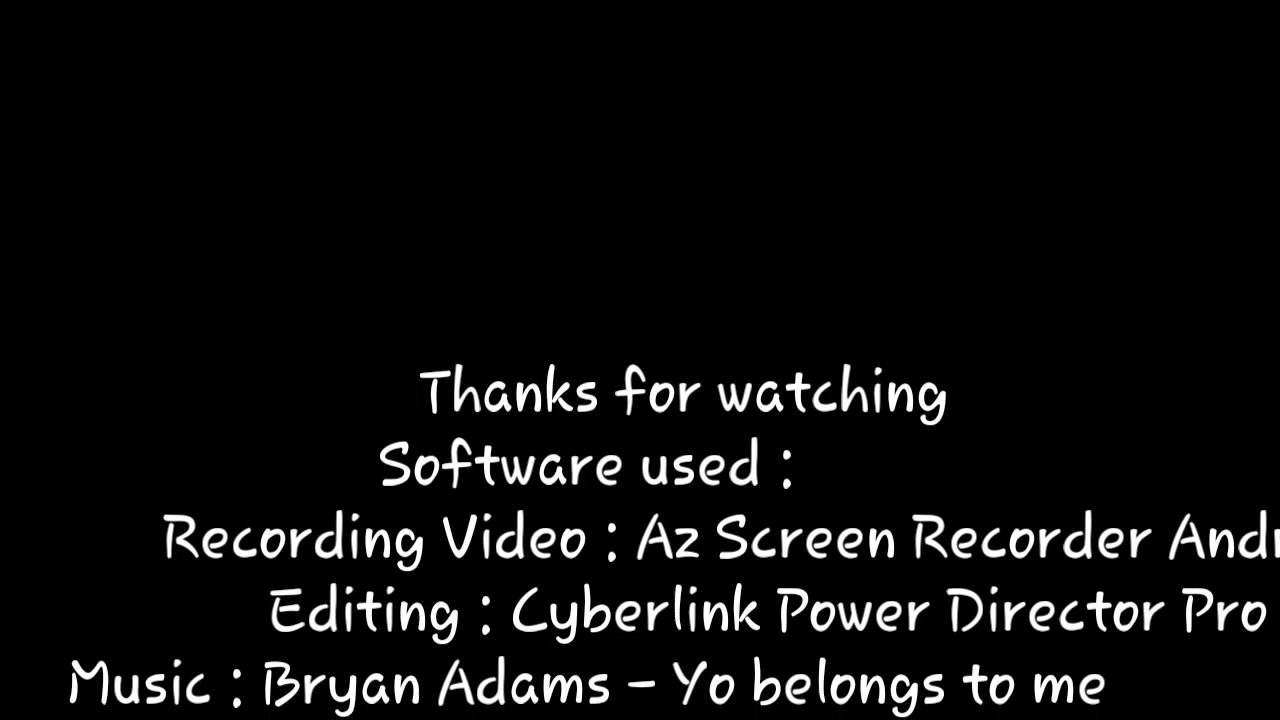 Thanks for watching
Software used :
Recording Video : Az Screen Recorder
Editing : Cyberlink Power Director Pro
Music : Bryan Adams - Yo belongs to me